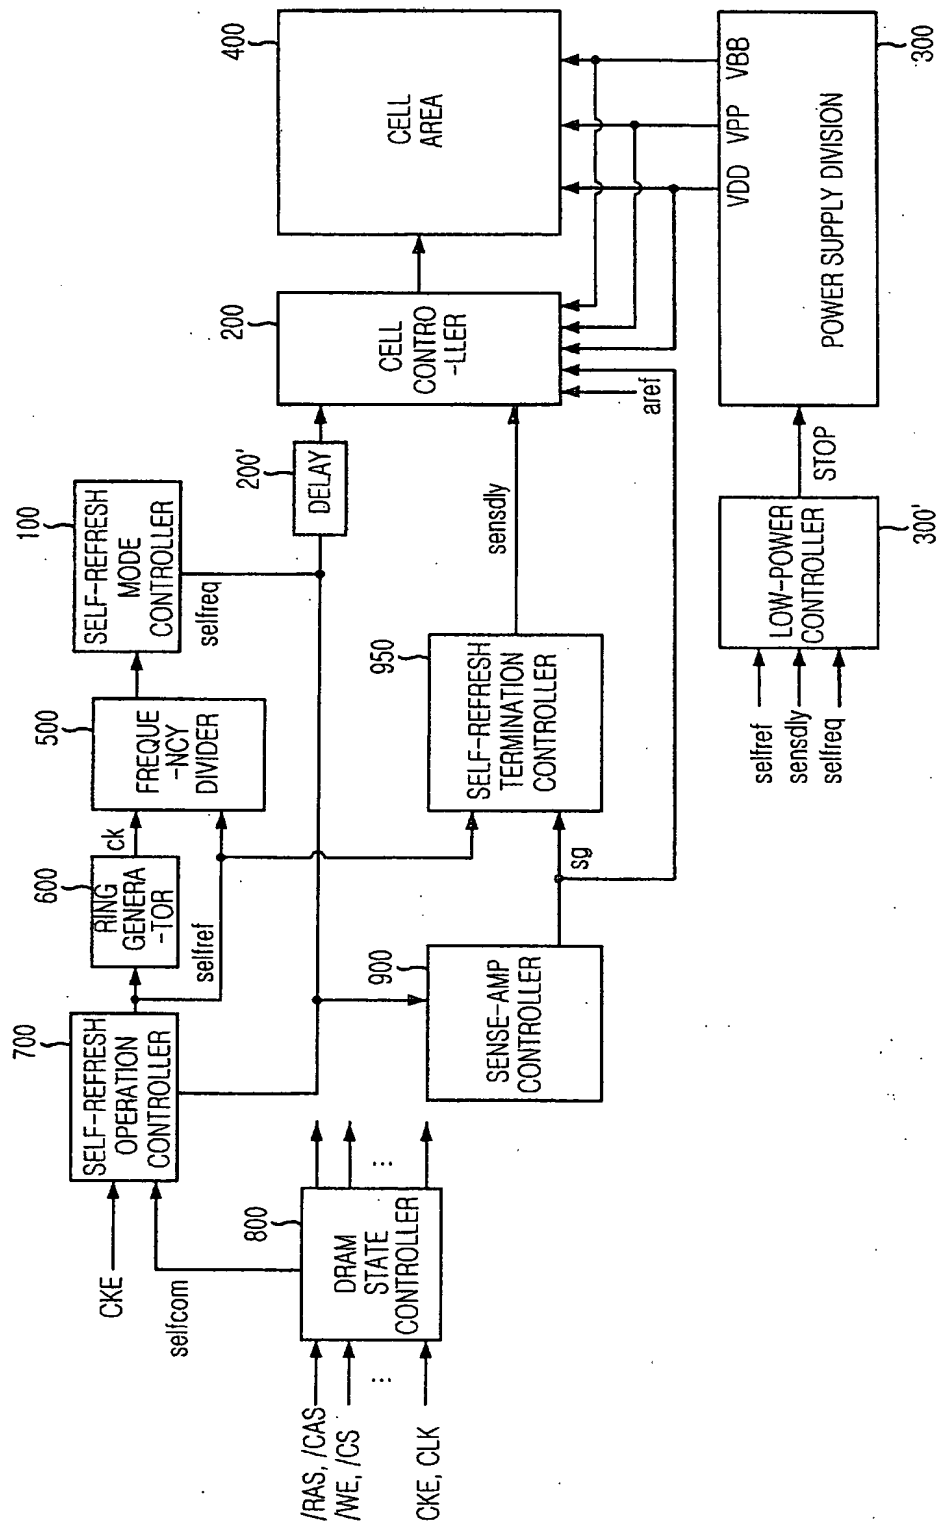 CKE
selfcom
/RAS, /CAS
/WE, /CS
...
CKE, CLK
800
DRAM
STATE
CONTROLLER
...
700
SELF-REFRESH
OPERATION
CONTROLLER
selfref
600
RING
GENERA
-TOR
ck
500
FREQUE
-NCY
DIVIDER
100
SELF-REFRESH
MODE
CONTROLLER
selfreq
200'
DELAY
900
SENSE-AMP
CONTROLLER
sg
950
SELF-REFRESH
TERMINATION
CONTROLLER
sensdly
200
CELL
CONTRO
-LLER
aref
400
CELL
AREA
selfref
sensdly
selfreq
LOW-POWER
CONTROLLER
300'
STOP
VDD VPP VBB
POWER SUPPLY DIVISION
300